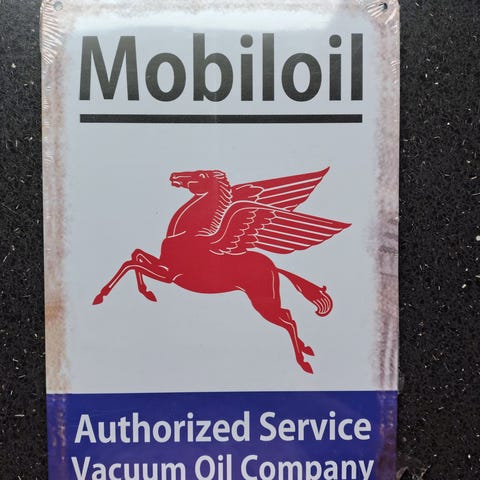 Mobiloil
Authorized Service
Vacuum Oil Company